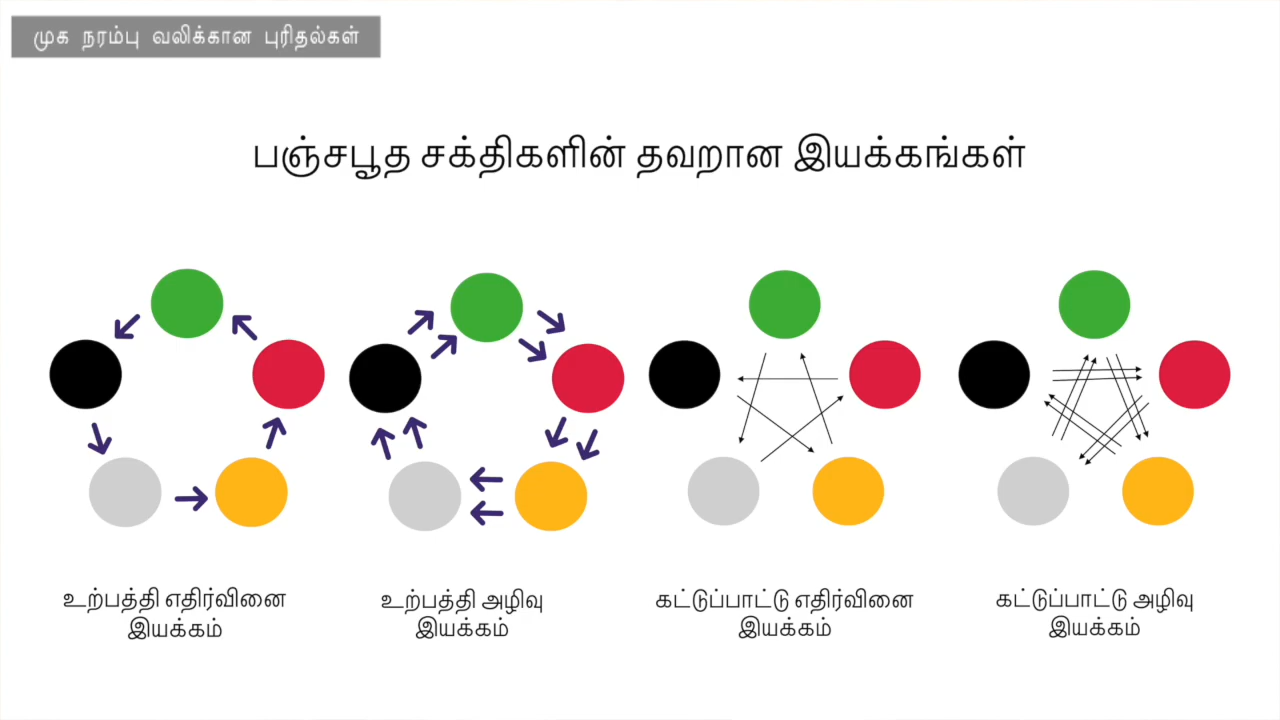 முக நரம்பு வலிக்கான புரிதல்கள்
பஞ்சபூத சக்திகளின் தவறான இயக்கங்கள்
உற்பத்தி எதிர்வினை
இயக்கம்
உற்பத்தி அழிவு
இயக்கம்
கட்டுப்பாட்டு எதிர்வினை
இயக்கம்
கட்டுப்பாட்டு அழிவு
இயக்கம்